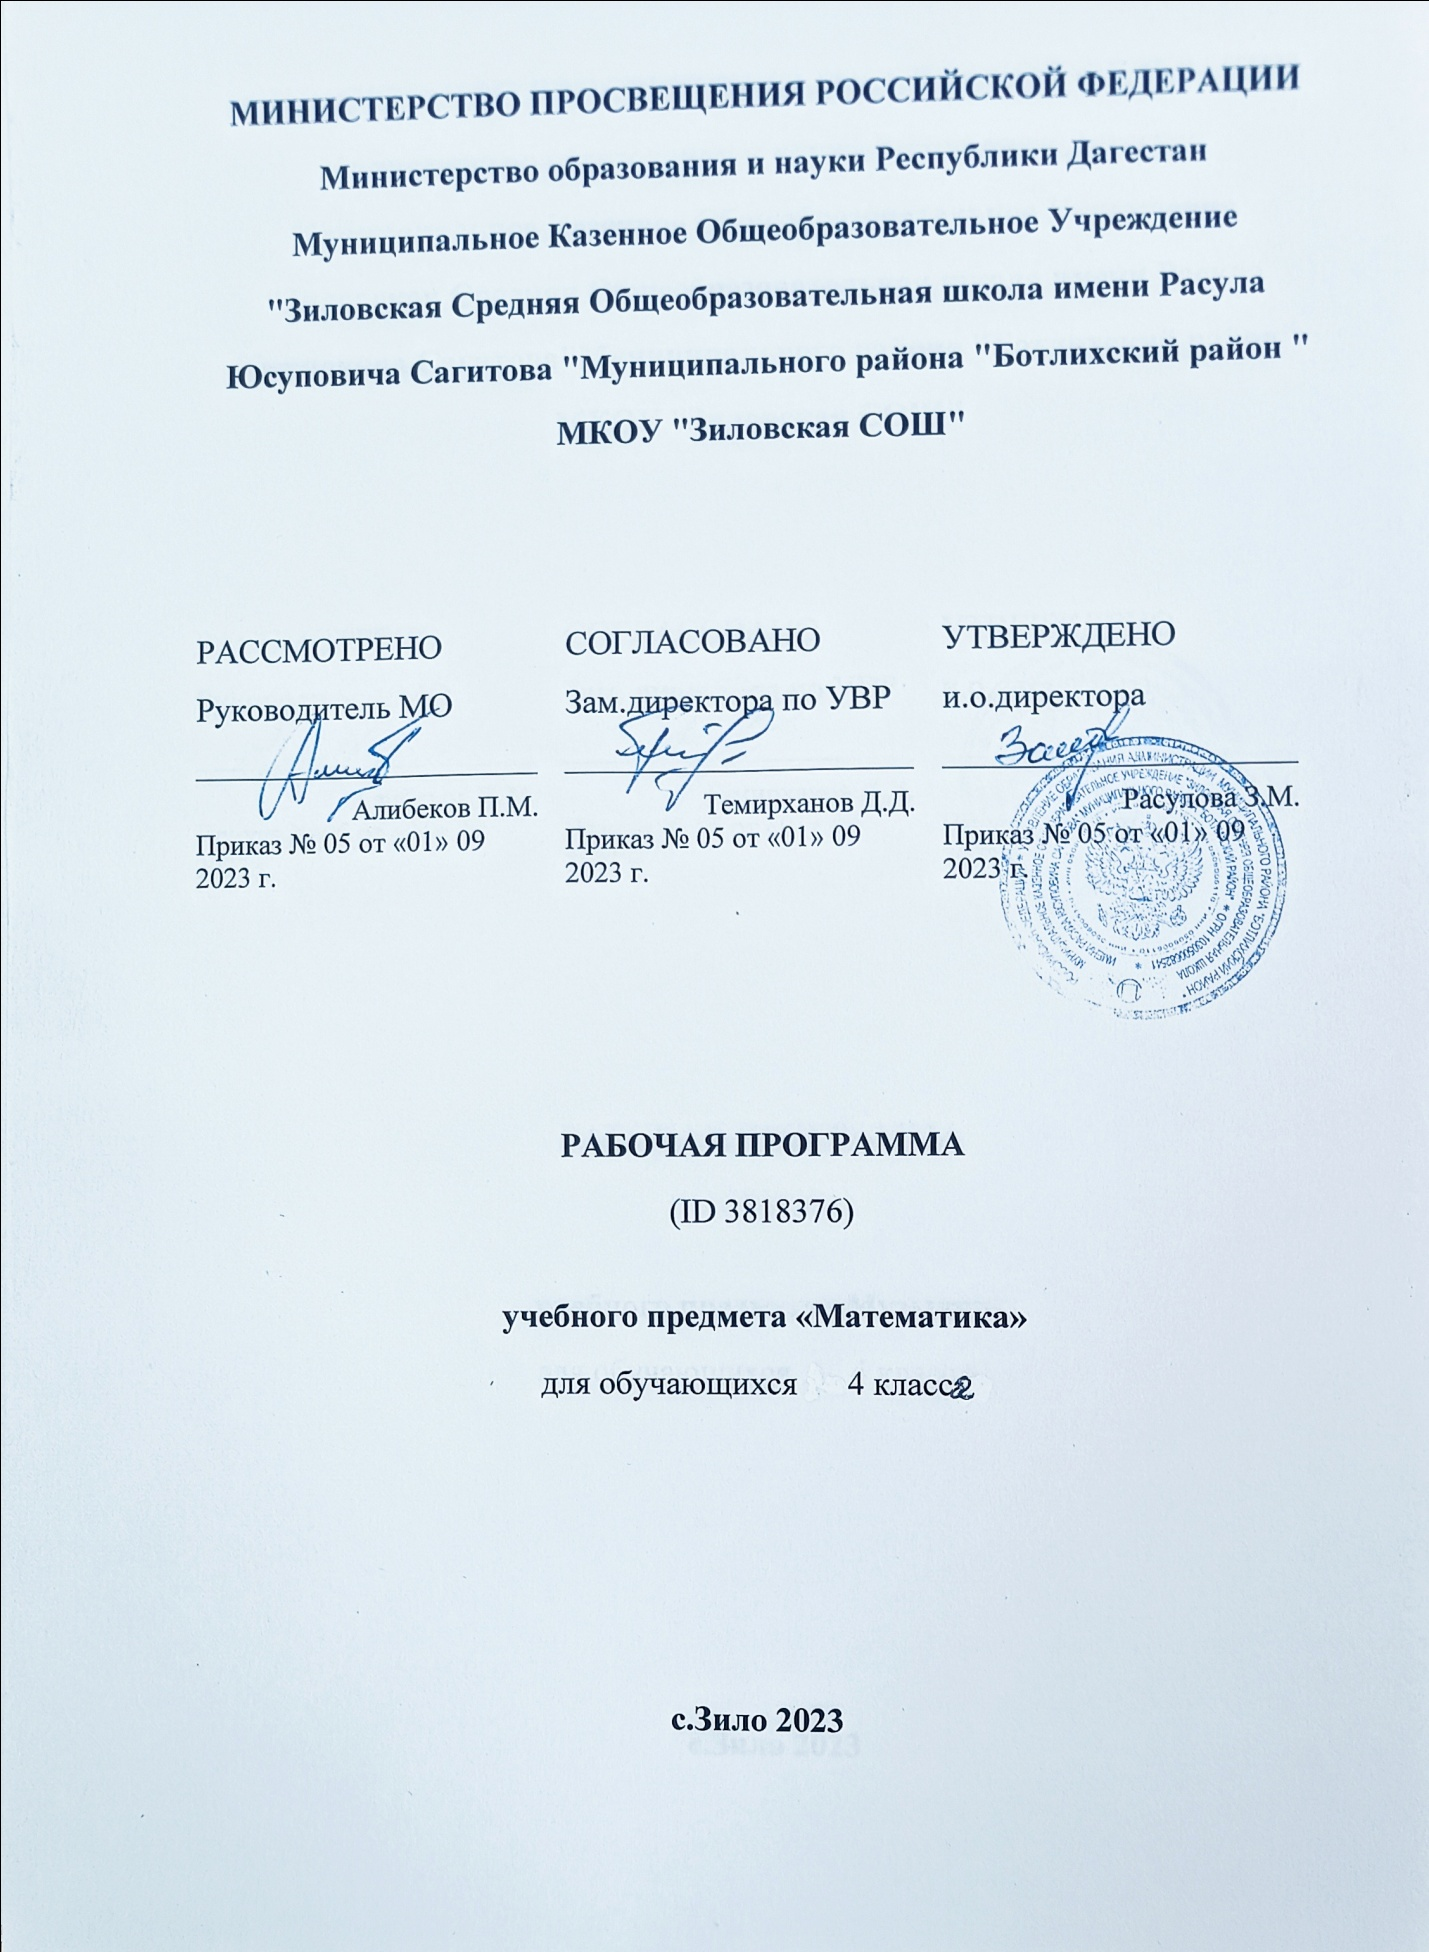 МИНИСТЕРСТВО ПРОСВЕЩЕНИЯ РОССИЙСКОЙ ФЕДЕРАЦИИ
Министерство образования и науки Республики Дагестан
Муниципальное Казенное Общеобразовательное Учреждение
"Зиловская Средняя Общеобразовательная школа имени Расула
Юсуповича Сагитова "Муниципального района "Ботлихский район "
МКОУ "Зиловская СОШ"
РАССМОТРЕНО
Руководитель МО
Алибеков П.М.
Приказ № 05 от «01» 09
2023 г.
СОГЛАСОВАНО
Зам.директора по УВР
Темирханов Д.Д.
Приказ № 05 от «01» 09
2023 г.
УТВЕРЖДЕНО
и.о.директора
Расулова З.М.
Приказ № 05 от «01» 09
2023 г.
РАБОЧАЯ ПРОГРАММА
(ID 3818376)
учебного предмета «Математика»
для обучающихся 4 класса
с.Зило 2023